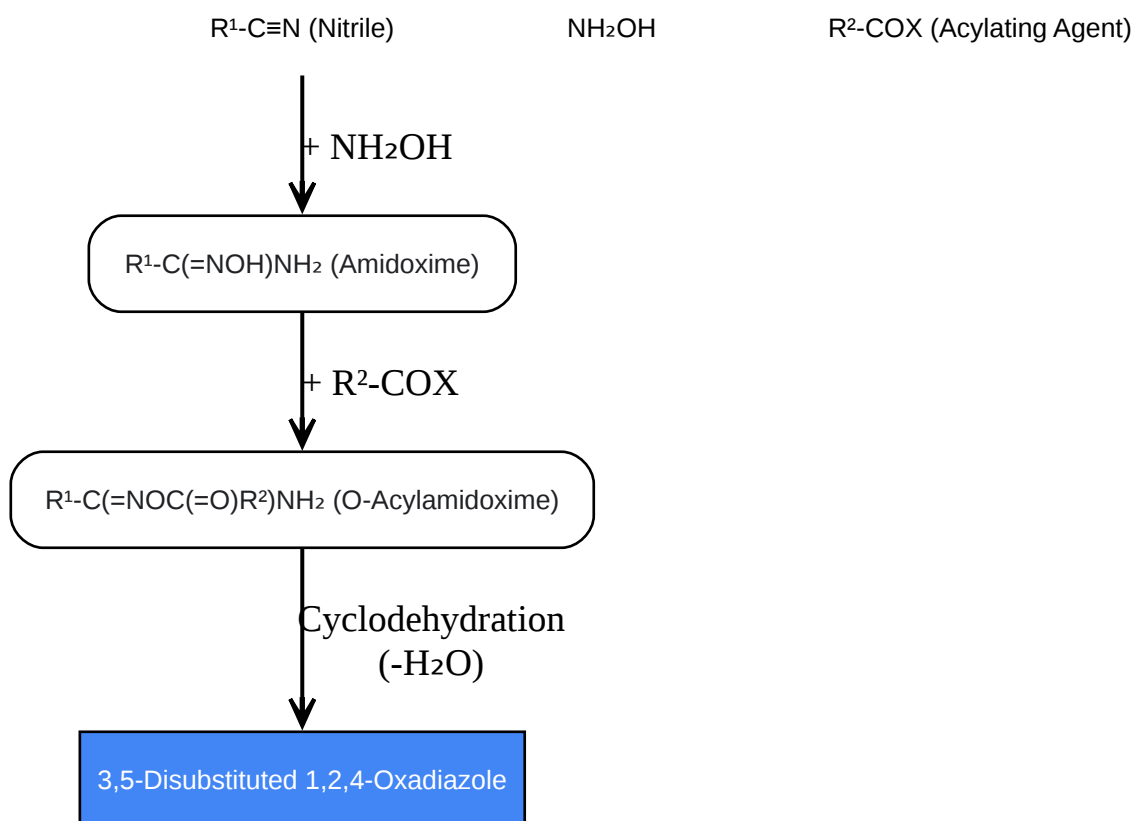 R¹-C≡N (Nitrile)
NH₂OH
R²-COX (Acylating Agent)
+ NH₂OH
R¹-C(=NOH)NH₂ (Amidoxime)
+ R²-COX
R¹-C(=NOC(=O)R²)NH₂ (O-Acylamidoxime)
Cyclodehydration
(-H₂O)
3,5-Disubstituted 1,2,4-Oxadiazole